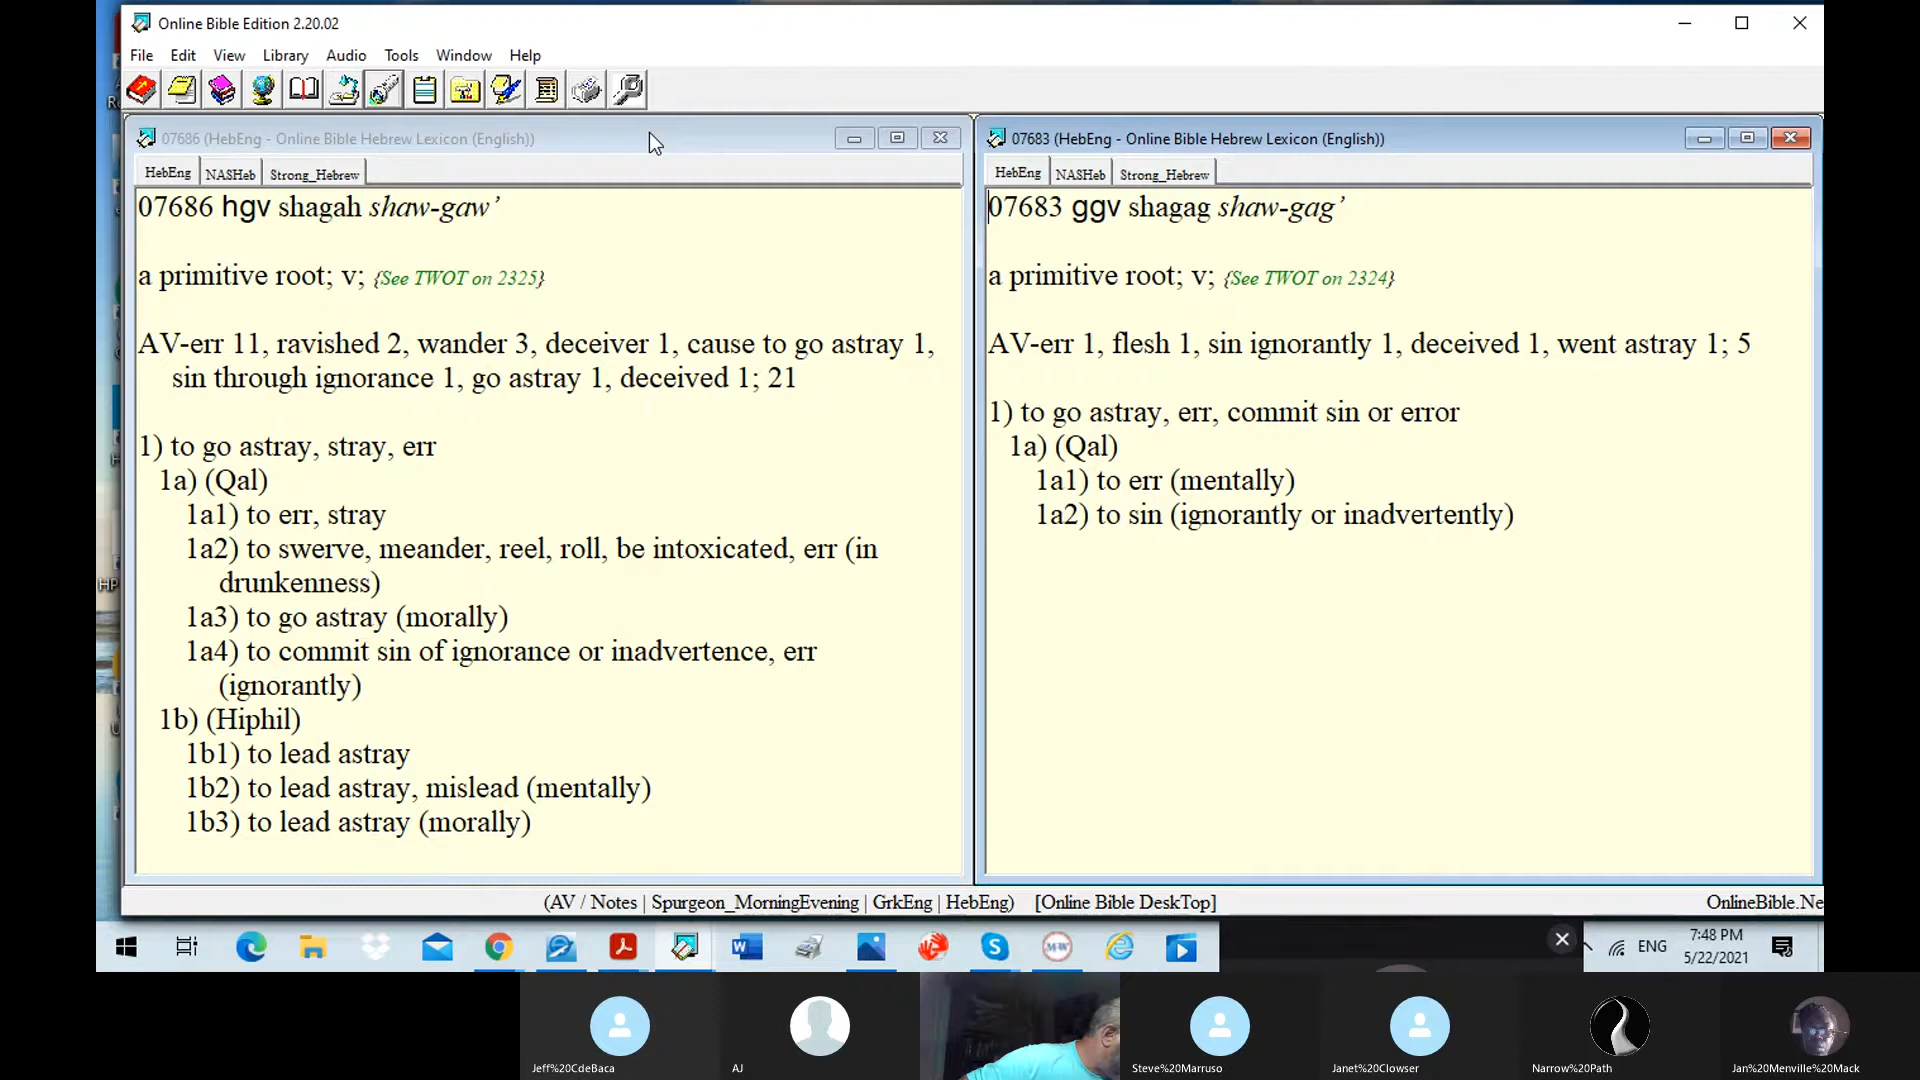 Online Bible Edition 2.20.02
File Edit View Library Audio Tools Window Help
07686 (HebEng - Online Bible Hebrew Lexicon (English))
HebEng NASHeb Strong_Hebrew
07686 hgv shagah shaw-gaw’
a primitive root; v; {See TWOT on 2325}
AV-err 11, ravished 2, wander 3, deceiver 1, cause to go astray 1,
sin through ignorance 1, go astray 1, deceived 1; 21
1) to go astray, stray, err
1a) (Qal)
1a1) to err, stray
1a2) to swerve, meander, reel, roll, be intoxicated, err (in
drunkenness)
1a3) to go astray (morally)
1a4) to commit sin of ignorance or inadvertence, err
(ignorantly)
1b) (Hiphil)
1b1) to lead astray
1b2) to lead astray, mislead (mentally)
1b3) to lead astray (morally)
07683 (HebEng - Online Bible Hebrew Lexicon (English))
HebEng NASHeb Strong_Hebrew
07683 ggv shagag shaw-gag’
a primitive root; v; {See TWOT on 2324}
AV-err 1, flesh 1, sin ignorantly 1, deceived 1, went astray 1; 5
1) to go astray, err, commit sin or error
1a) (Qal)
1a1) to err (mentally)
1a2) to sin (ignorantly or inadvertently)
(AV / Notes | Spurgeon_MorningEvening | GrkEng | HebEng) [Online Bible DeskTop] OnlineBible.Ne
HP
ENG
7:48 PM
5/22/2021
Jeff%20CdeBaca AJ Steve%20Marruso Janet%20Clowser Narrow%20Path Jan%20Menville%20Mack